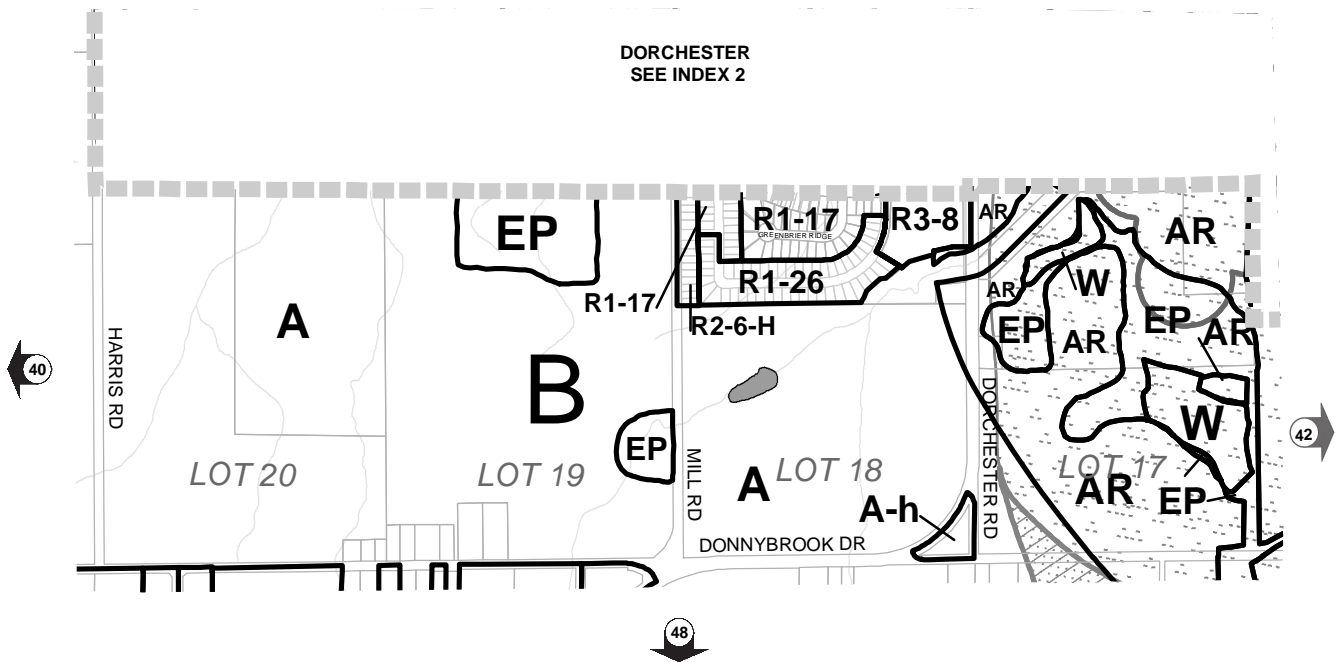 DORCHESTER
SEE INDEX 2
EP
R1-17
GREENBRIER RIDGE
R3-8
AR
AR
R1-26
R1-17
R2-6-H
AR
W
EP
AR
EP
AR
A
HARRIS RD
40
B
DORCHESTER RD
W
42
EP
MILL RD
LOT 20
LOT 19
A
LOT 18
LOT 17
AR
EP
A-h
DONNYBROOK DR
48